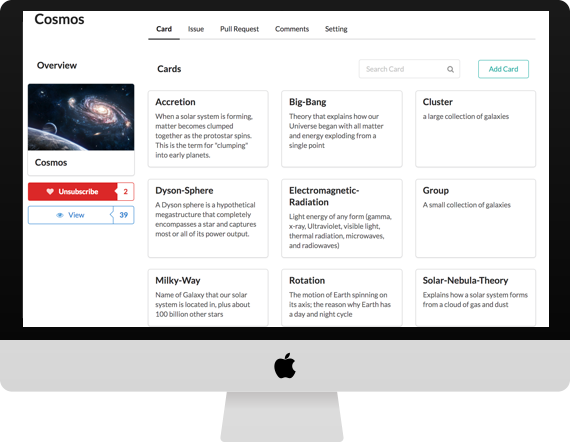 Cosmos
Card Issue Pull Request Comments Setting
Overview
Cards
Search Card
Add Card
Cosmos
Unsubscribe 2
View 39
Accretion
When a solar system is forming,
matter becomes clumped
together as the protostar spins.
This is the term for "clumping"
into early planets.
Big-Bang
Theory that explains how our
Universe began with all matter
and energy exploding from a
single point
Cluster
a large collection of galaxies
Dyson-Sphere
A Dyson sphere is a hypothetical
megastructure that completely
encompasses a star and captures
most or all of its power output.
Electromagnetic-
Radiation
Light energy of any form (gamma,
x-ray, Ultraviolet, visible light,
thermal radiation, microwaves,
and radiowaves)
Group
A small collection of galaxies
Milky-Way
Name of Galaxy that our solar
system is located in, plus about
100 billion other stars
Rotation
The motion of Earth spinning on
its axis; the reason why Earth has
a day and night cycle
Solar-Nebula-Theory
Explains how a solar system forms
from a cloud of gas and dust